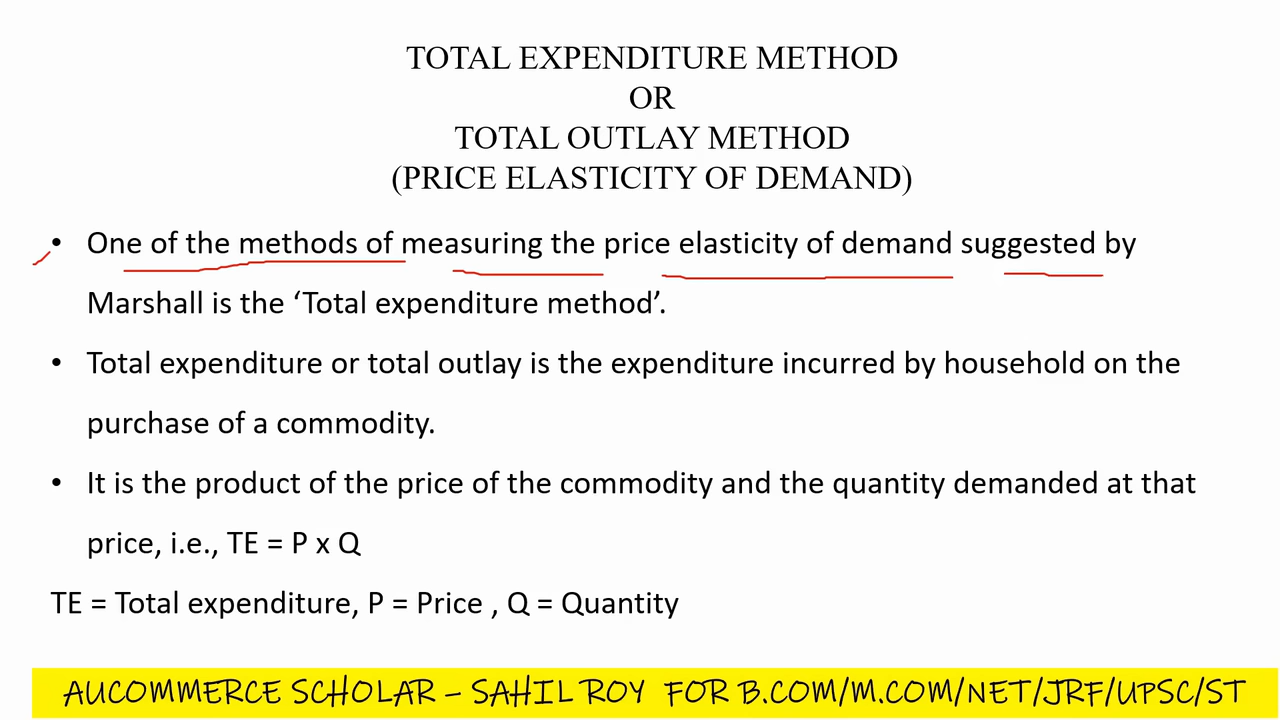 TOTAL EXPENDITURE METHOD
OR
TOTAL OUTLAY METHOD
(PRICE ELASTICITY OF DEMAND)
• One of the methods of measuring the price elasticity of demand suggested by
Marshall is the ‘Total expenditure method’.
• Total expenditure or total outlay is the expenditure incurred by household on the
purchase of a commodity.
• It is the product of the price of the commodity and the quantity demanded at that
price, i.e., TE = P x Q
TE = Total expenditure, P = Price , Q = Quantity
AUCOMMERCE SCHOLAR – SAHIL ROY FOR B.COM/M.COM/NET/JRF/UPSC/ST